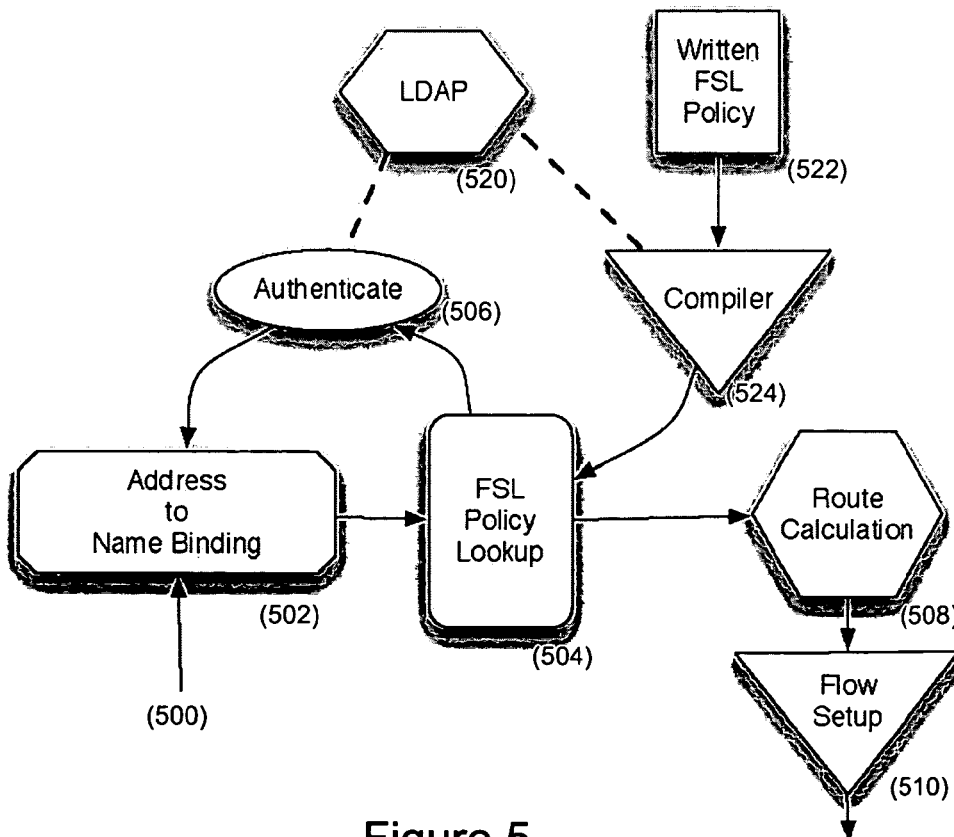 LDAP
(520)
Written
FSL
Policy
(522)
Authenticate
(506)
Compiler
(524)
Address
to
Name Binding
(502)
FSL
Policy
Lookup
(504)
Route
Calculation
(508)
(500)
Flow
Setup
(510)
Figure 5